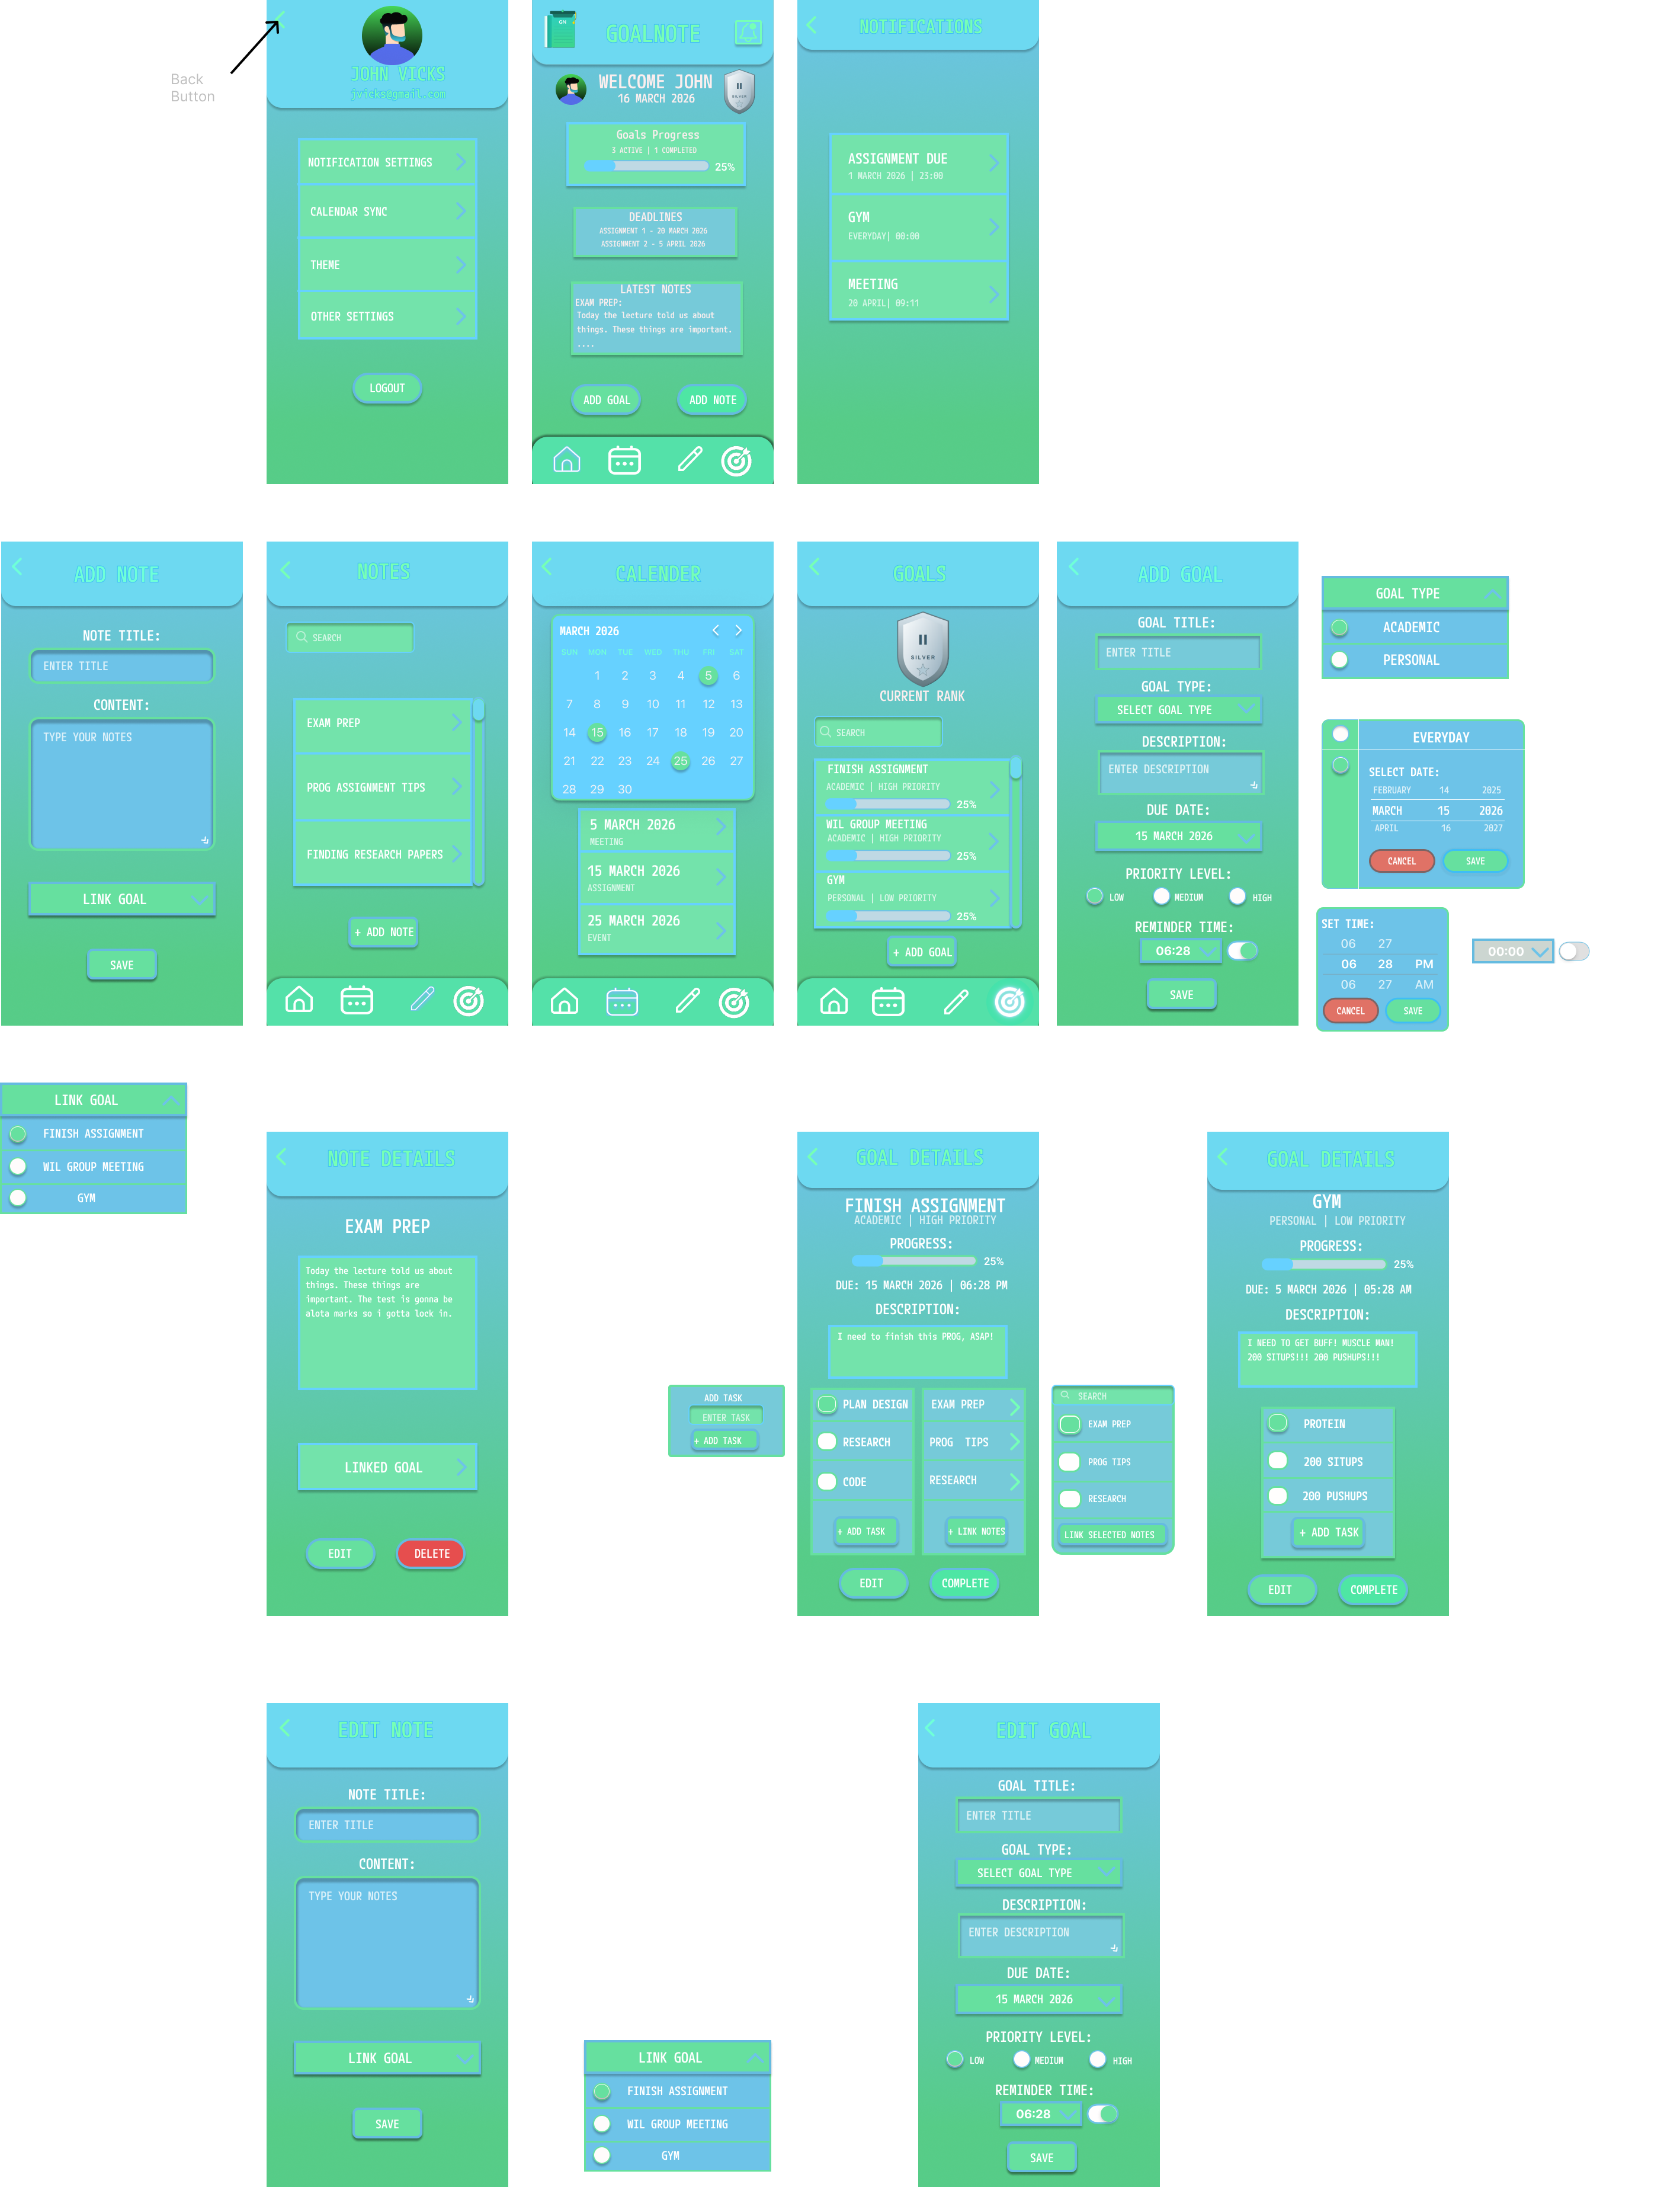 Back
Button
JOHN VICKS
jvicks@gmail.com
NOTIFICATION SETTINGS
CALENDAR SYNC
THEME
OTHER SETTINGS
LOGOUT
GN
GOALNOTE
WELCOME JOHN
16 MARCH 2026
II
SILVER
Goals Progress
3 ACTIVE | 1 COMPLETED
25%
DEADLINES
ASSIGNMENT 1 - 20 MARCH 2026
ASSIGNMENT 2 - 5 APRIL 2026
LATEST NOTES
EXAM PREP:
Today the lecture told us about
things. These things are important.
....
ADD GOAL
ADD NOTE
NOTIFICATIONS
ASSIGNMENT DUE
1 MARCH 2026 | 23:00
GYM
EVERYDAY| 00:00
MEETING
20 APRIL| 09:11
ADD NOTE
NOTE TITLE:
ENTER TITLE
CONTENT:
TYPE YOUR NOTES
LINK GOAL
SAVE
NOTES
SEARCH
EXAM PREP
PROG ASSIGNMENT TIPS
FINDING RESEARCH PAPERS
+ ADD NOTE
CALENDER
MARCH 2026
SUN MON TUE WED THU FRI SAT
1 2 3 4 5 6
7 8 9 10 11 12 13
14 15 16 17 18 19 20
21 22 23 24 25 26 27
28 29 30
5 MARCH 2026
MEETING
15 MARCH 2026
ASSIGNMENT
25 MARCH 2026
EVENT
GOALS
II
SILVER
CURRENT RANK
SEARCH
FINISH ASSIGNMENT
ACADEMIC | HIGH PRIORITY
25%
WIL GROUP MEETING
ACADEMIC | HIGH PRIORITY
25%
GYM
PERSONAL | LOW PRIORITY
25%
+ ADD GOAL
ADD GOAL
GOAL TITLE:
ENTER TITLE
GOAL TYPE:
SELECT GOAL TYPE
DESCRIPTION:
ENTER DESCRIPTION
DUE DATE:
15 MARCH 2026
PRIORITY LEVEL:
LOW MEDIUM HIGH
REMINDER TIME:
06:28
SAVE
GOAL TYPE
ACADEMIC
PERSONAL
EVERYDAY
SELECT DATE:
FEBRUARY 14 2025
MARCH 15 2026
APRIL 16 2027
CANCEL SAVE
SET TIME:
06 27
06 28 PM
06 27 AM
CANCEL SAVE
00:00
LINK GOAL
FINISH ASSIGNMENT
WIL GROUP MEETING
GYM
NOTE DETAILS
EXAM PREP
Today the lecture told us about
things. These things are
important. The test is gonna be
alota marks so i gotta lock in.
LINKED GOAL
EDIT
DELETE
ADD TASK
ENTER TASK
+ ADD TASK
GOAL DETAILS
FINISH ASSIGNMENT
ACADEMIC | HIGH PRIORITY
PROGRESS:
25%
DUE: 15 MARCH 2026 | 06:28 PM
DESCRIPTION:
I need to finish this PROG, ASAP!
PLAN DESIGN
RESEARCH
CODE
+ ADD TASK
EXAM PREP
PROG TIPS
RESEARCH
+ LINK NOTES
EDIT
COMPLETE
SEARCH
EXAM PREP
PROG TIPS
RESEARCH
LINK SELECTED NOTES
GOAL DETAILS
GYM
PERSONAL | LOW PRIORITY
PROGRESS:
25%
DUE: 5 MARCH 2026 | 05:28 AM
DESCRIPTION:
I NEED TO GET BUFF! MUSCLE MAN!
200 SITUPS!!! 200 PUSHUPS!!!
PROTEIN
200 SITUPS
200 PUSHUPS
+ ADD TASK
EDIT
COMPLETE
EDIT NOTE
NOTE TITLE:
ENTER TITLE
CONTENT:
TYPE YOUR NOTES
LINK GOAL
SAVE
LINK GOAL
FINISH ASSIGNMENT
WIL GROUP MEETING
GYM
EDIT GOAL
GOAL TITLE:
ENTER TITLE
GOAL TYPE:
SELECT GOAL TYPE
DESCRIPTION:
ENTER DESCRIPTION
DUE DATE:
15 MARCH 2026
PRIORITY LEVEL:
LOW MEDIUM HIGH
REMINDER TIME:
06:28
SAVE